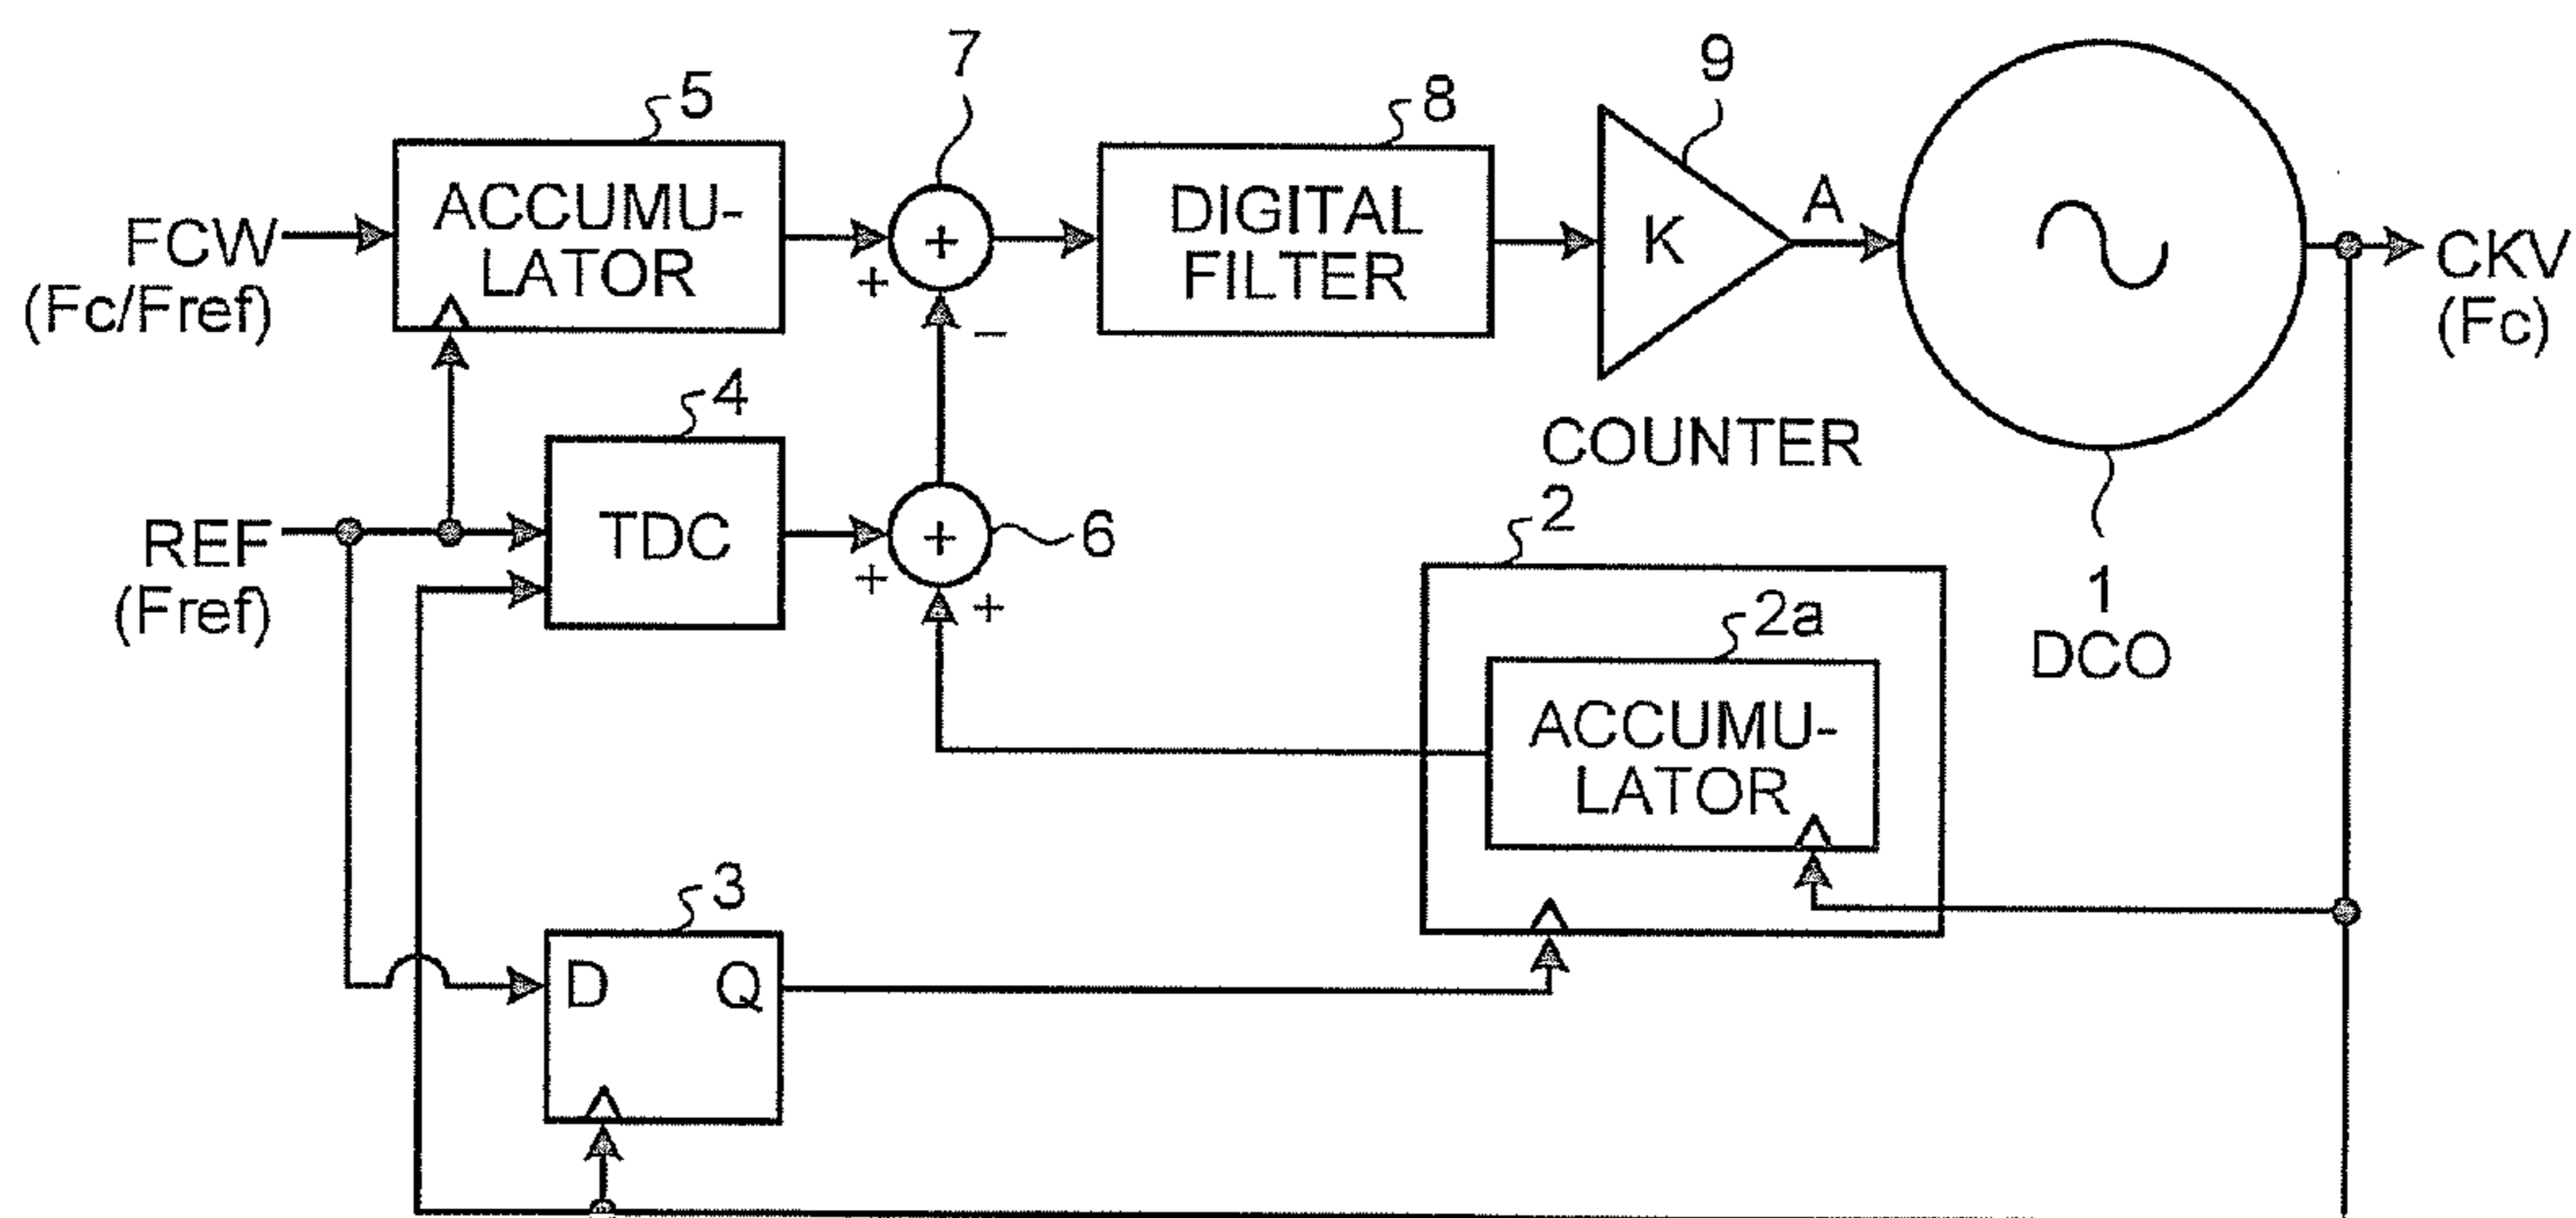 7
9
5
8
ACCUMU-
LATOR
+
+
DIGITAL
FILTER
K
A
FCW
(Fc/Fref)
CKV
(Fc)
−
4
COUNTER
2
REF
(Fref)
TDC
+
+
+
6
1
DCO
2a
ACCUMU-
LATOR
3
D Q